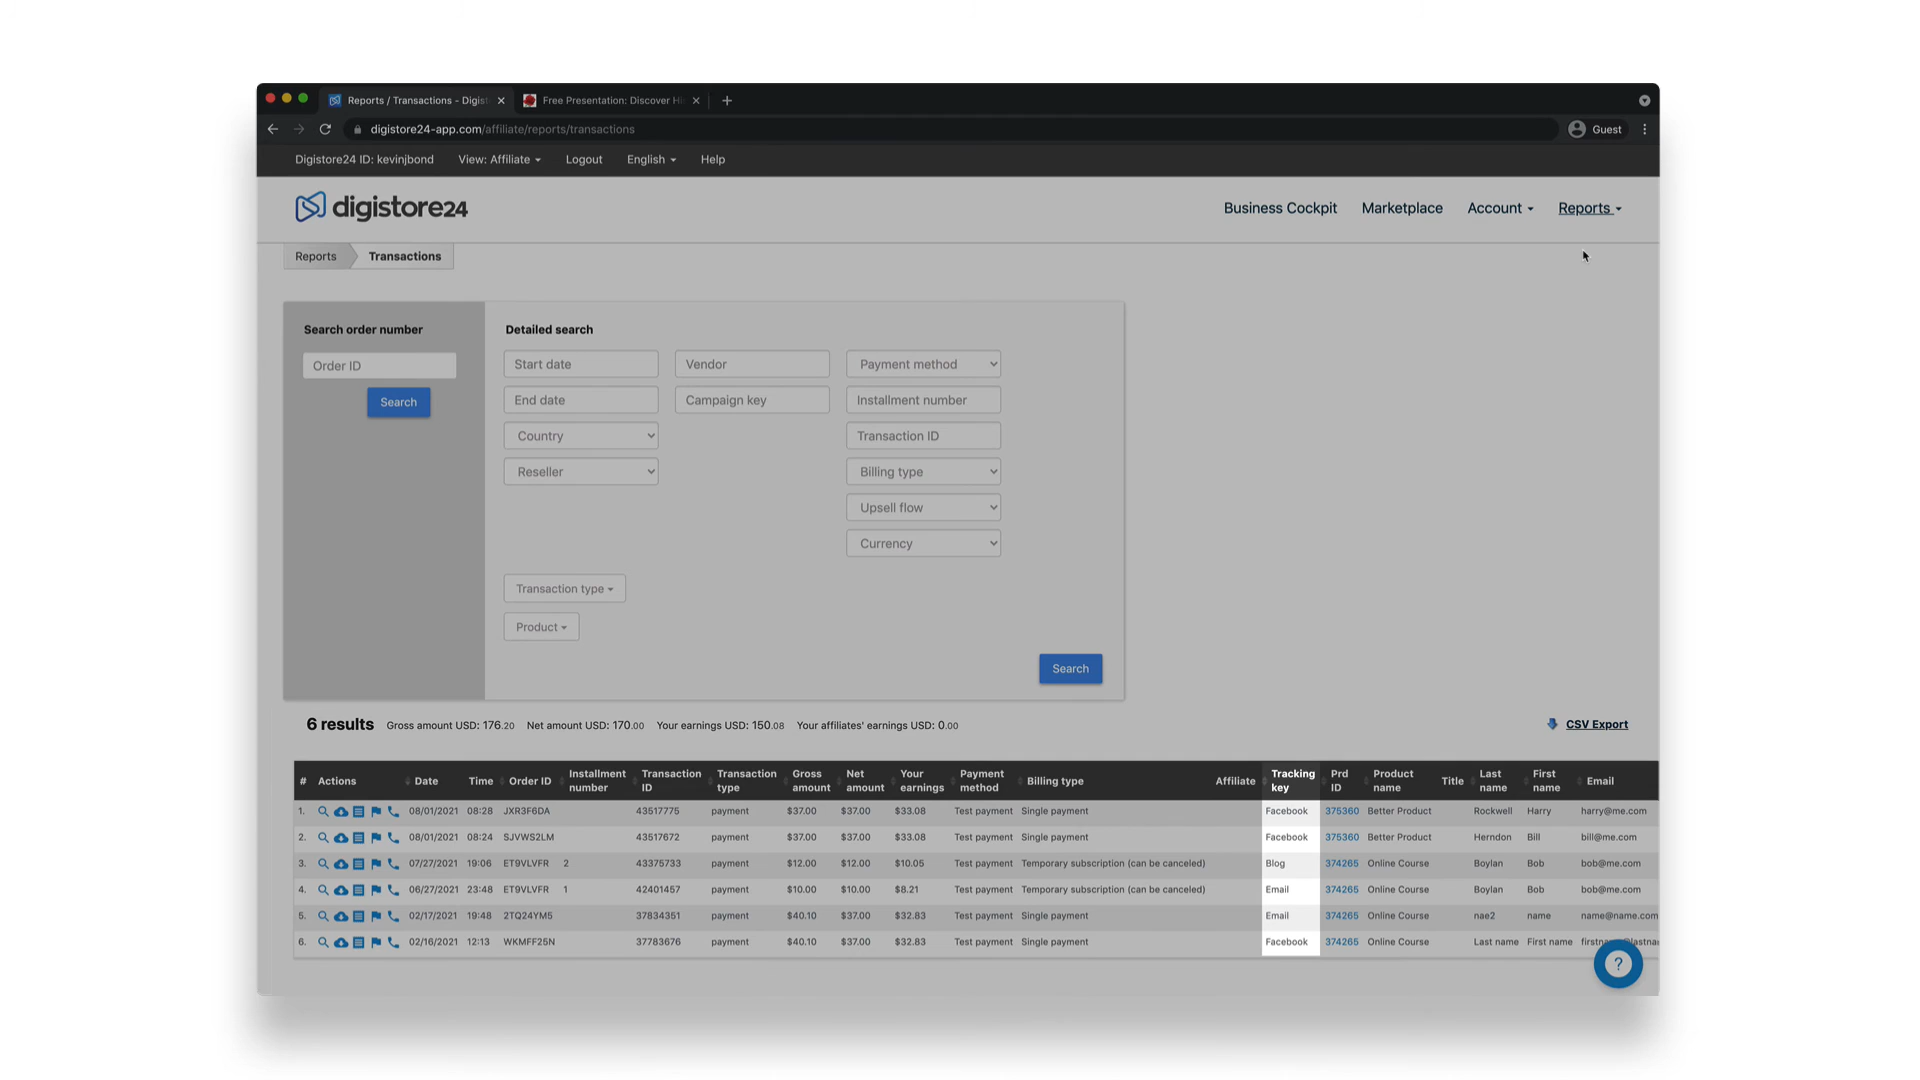 Reports / Transactions - Digist
Free Presentation: Discover Hi
digistore24-app.com/affiliate/reports/transactions
Guest
Digistore24 ID: kevinjbond View: Affiliate Logout English Help
digistore24
Business Cockpit Marketplace Account Reports
Reports Transactions
Search order number
Order ID
Search
Detailed search
Start date Vendor Payment method
End date Campaign key Installment number
Country Transaction ID
Reseller Billing type
Upsell flow
Currency
Transaction type
Product
Search
6 results Gross amount USD: 176.20 Net amount USD: 170.00 Your earnings USD: 150.08 Your affiliates' earnings USD: 0.00 CSV Export
# Actions Date Time Order ID Installment number Transaction ID Transaction type Gross amount Net amount Your earnings Payment method Billing type Affiliate Tracking key Prd ID Product name Title Last name First name Email
1. 08/01/2021 08:28 JXR3F6DA 43517775 payment $37.00 $37.00 $33.08 Test payment Single payment Facebook 375360 Better Product Rockwell Harry harry@me.com
2. 08/01/2021 08:24 SJVWS2LM 43517672 payment $37.00 $37.00 $33.08 Test payment Single payment Facebook 375360 Better Product Herndon Bill bill@me.com
3. 07/27/2021 19:06 ET9VLVFR 2 43375733 payment $12.00 $12.00 $10.05 Test payment Temporary subscription (can be canceled) Blog 374265 Online Course Boylan Bob bob@me.com
4. 06/27/2021 23:48 ET9VLVFR 1 42401457 payment $10.00 $10.00 $8.21 Test payment Temporary subscription (can be canceled) Email 374265 Online Course Boylan Bob bob@me.com
5. 02/17/2021 19:48 2TQ24YM5 37834351 payment $40.10 $37.00 $32.83 Test payment Single payment Email 374265 Online Course nae2 name name@name.com
6. 02/16/2021 12:13 WKMFF25N 37783676 payment $40.10 $37.00 $32.83 Test payment Single payment Facebook 374265 Online Course Last name First name
?